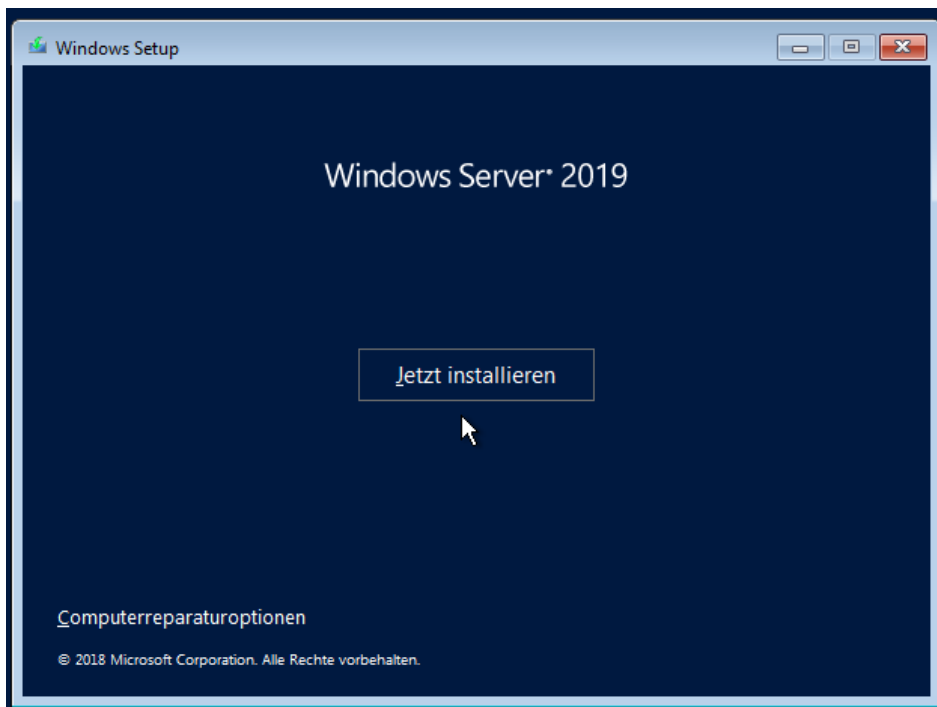 Windows Setup
Windows Server 2019
Jetzt installieren
Computerreparaturoptionen
© 2018 Microsoft Corporation. Alle Rechte vorbehalten.